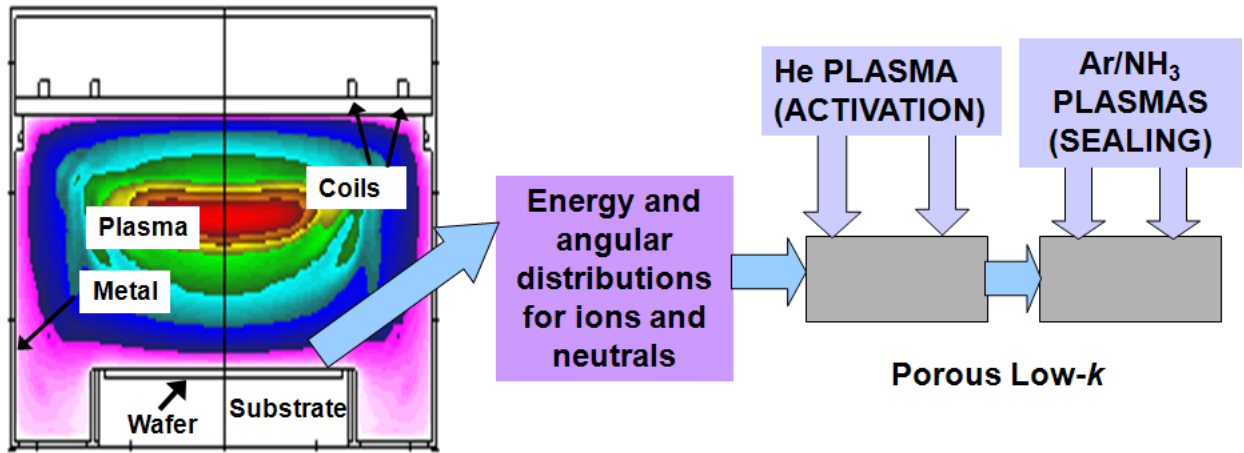 Coils
Plasma
Metal
Wafer
Substrate
Energy and
angular
distributions
for ions and
neutrals
He PLASMA
(ACTIVATION)
Ar/NH₃
PLASMAS
(SEALING)
Porous Low-k